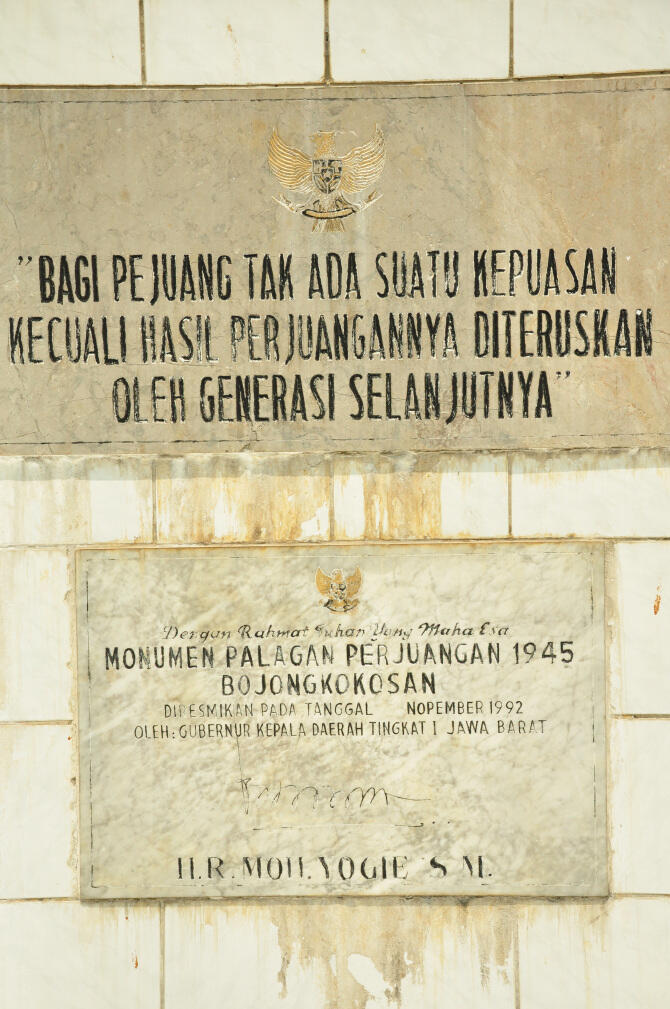 "BAGI PEJUANG TAK ADA SUATU KEPUASAN
KECUALI HASIL PERJUANGANNYA DITERUSKAN
OLEH GENERASI SELANJUTNYA"
Dengan Rahmat Tuhan Yang Maha Esa
MONUMEN PALAGAN PERJUANGAN 1945
BOJONGKOKOSAN
DIRESMIKAN PADA TANGGAL NOPEMBER 1992
OLEH: GUBERNUR KEPALA DAERAH TINGKAT I JAWA BARAT
H.R. MOH. YOGIE S M.